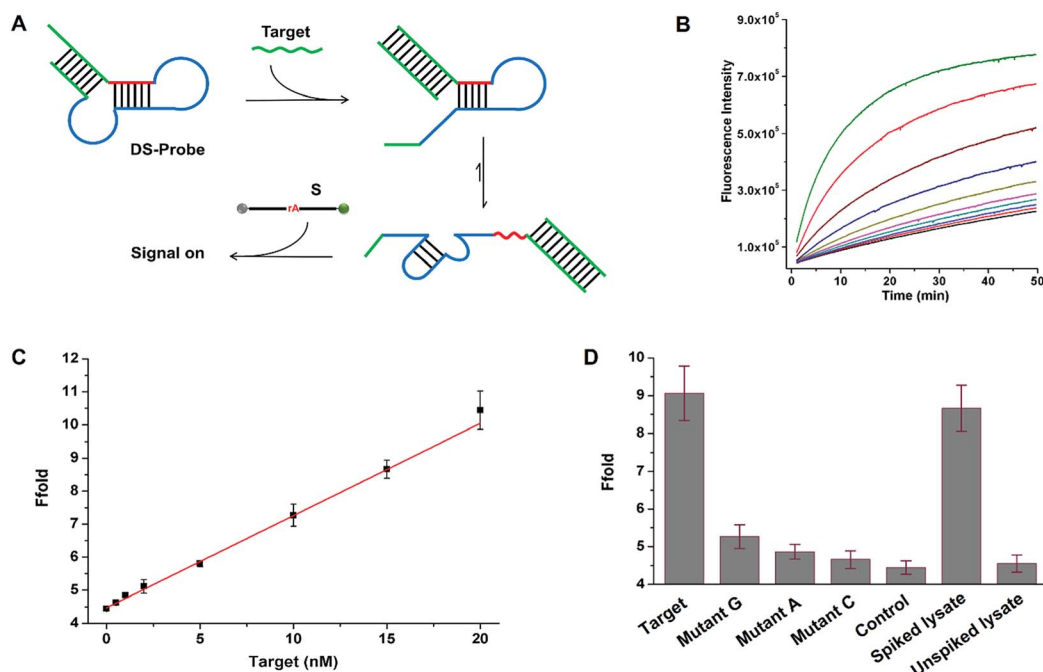 A
Target
DS-Probe
S
rA
Signal on
B
Fluorescence Intensity
9.0x10⁵
7.0x10⁵
5.0x10⁵
3.0x10⁵
1.0x10⁵
0 10 20 30 40 50
Time (min)
C
Ffold
12
11
10
9
8
7
6
5
4
0 5 10 15 20
Target (nM)
D
Ffold
10
9
8
7
6
5
4
Target
Mutant G
Mutant A
Mutant C
Control
Spiked lysate
Unspiked lysate